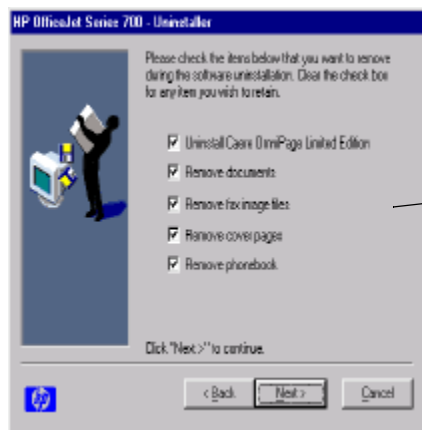 HP OfficeJet Series 700 - Uninstaller
Please check the items below that you want to remove
during the software uninstallation. Clear the check box
for any item you wish to retain.
Uninstall Caere OmniPage Limited Edition
Remove documents
Remove fax image files
Remove cover pages
Remove phonebook
Click "Next >" to continue.
< Back
Next >
Cancel
hp